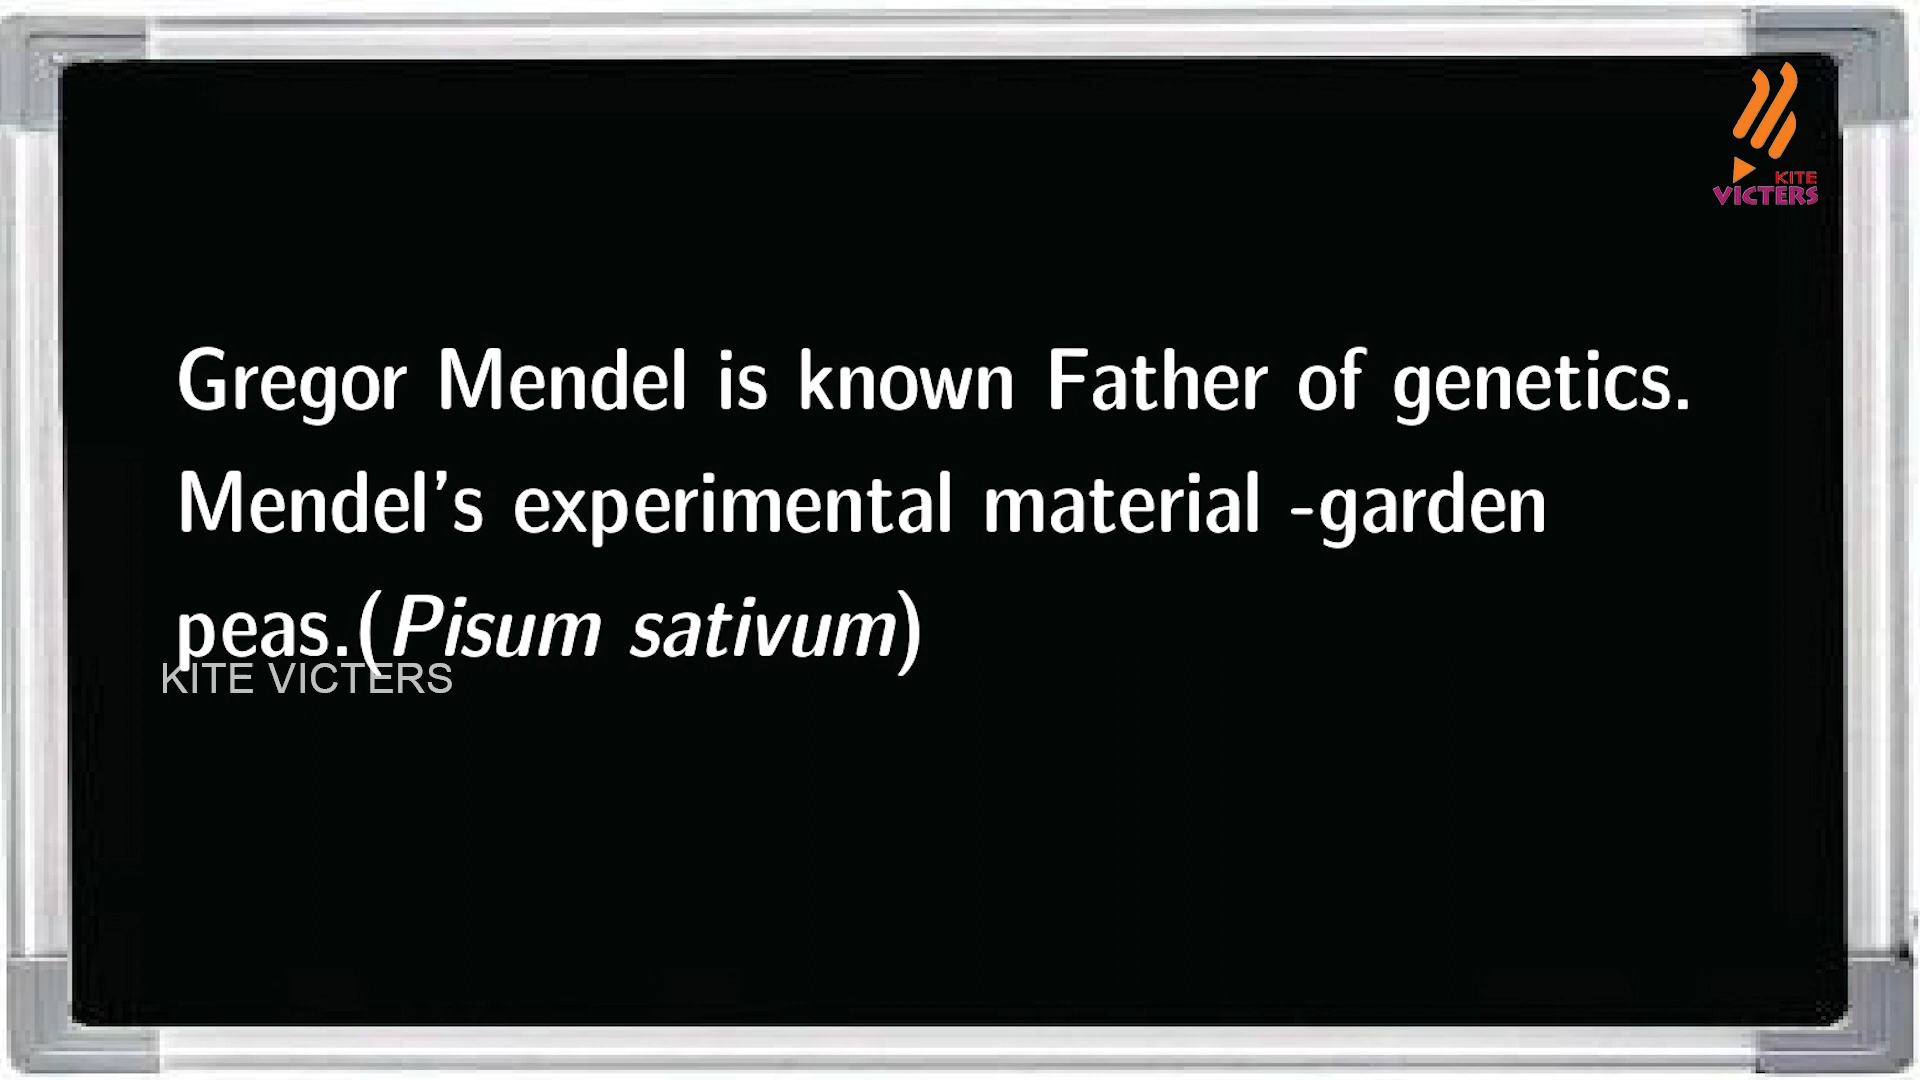 KITE
VICTERS
Gregor Mendel is known Father of genetics.
Mendel's experimental material -garden
peas.(Pisum sativum)
KITE VICTERS